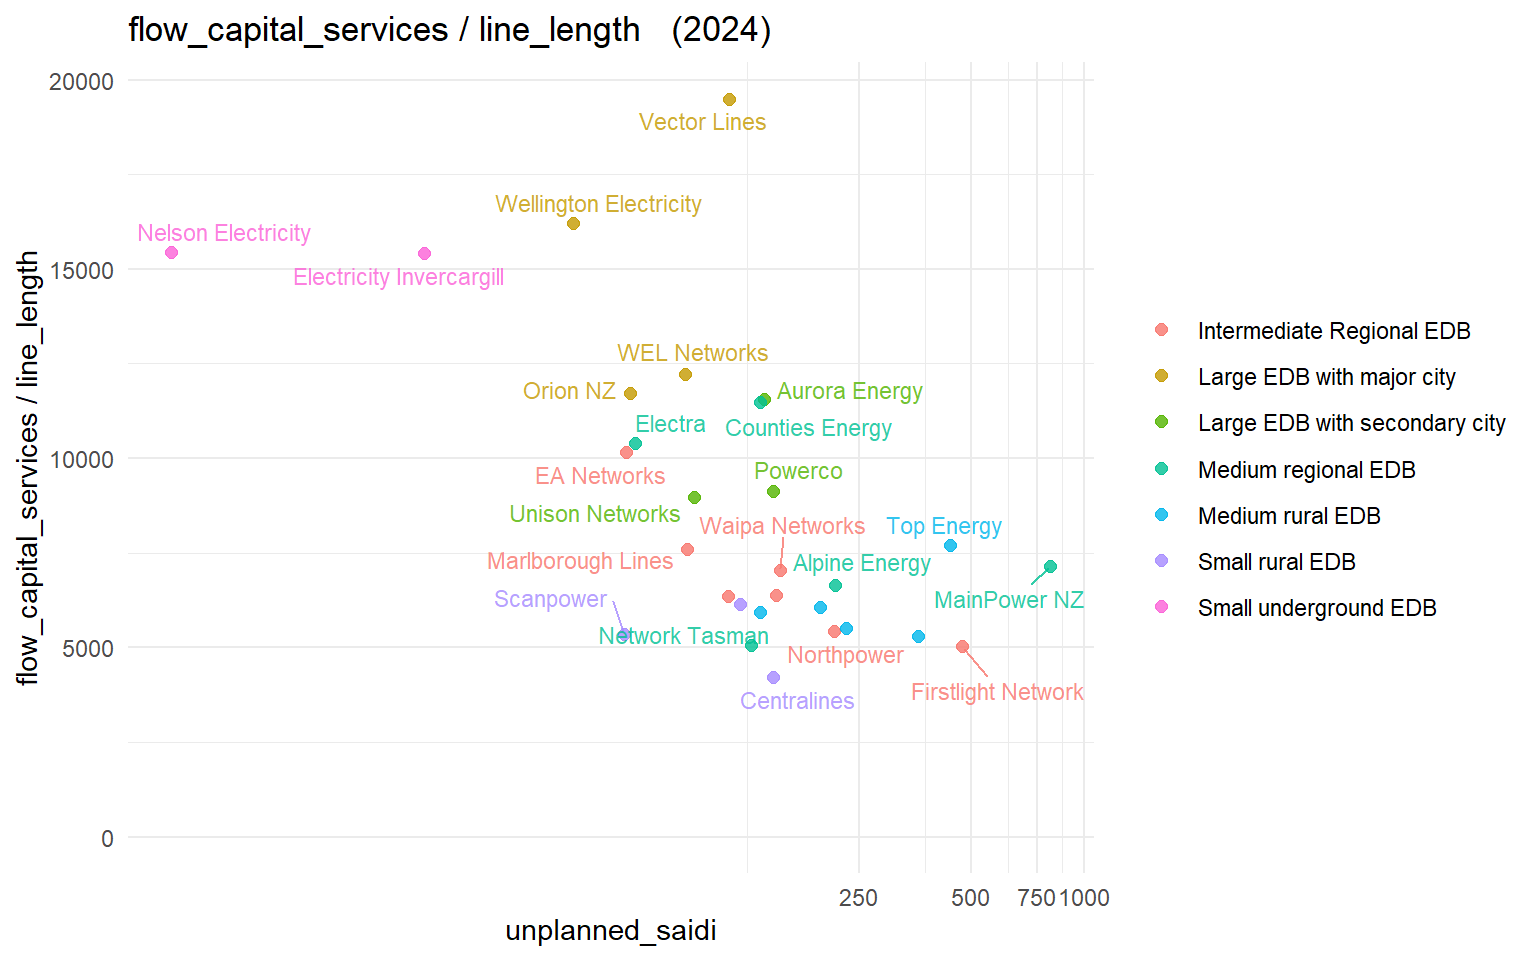 flow_capital_services / line_length (2024)
flow_capital_services / line_length
20000
15000
10000
5000
0
Vector Lines
Wellington Electricity
Nelson Electricity
Electricity Invercargill
WEL Networks
Orion NZ
Aurora Energy
Electra
Counties Energy
EA Networks
Powerco
Unison Networks
Waipa Networks
Top Energy
Marlborough Lines
Alpine Energy
Scanpower
MainPower NZ
Network Tasman
Northpower
Firstlight Network
Centralines
250
500
750
1000
unplanned_saidi
Intermediate Regional EDB
Large EDB with major city
Large EDB with secondary city
Medium regional EDB
Medium rural EDB
Small rural EDB
Small underground EDB